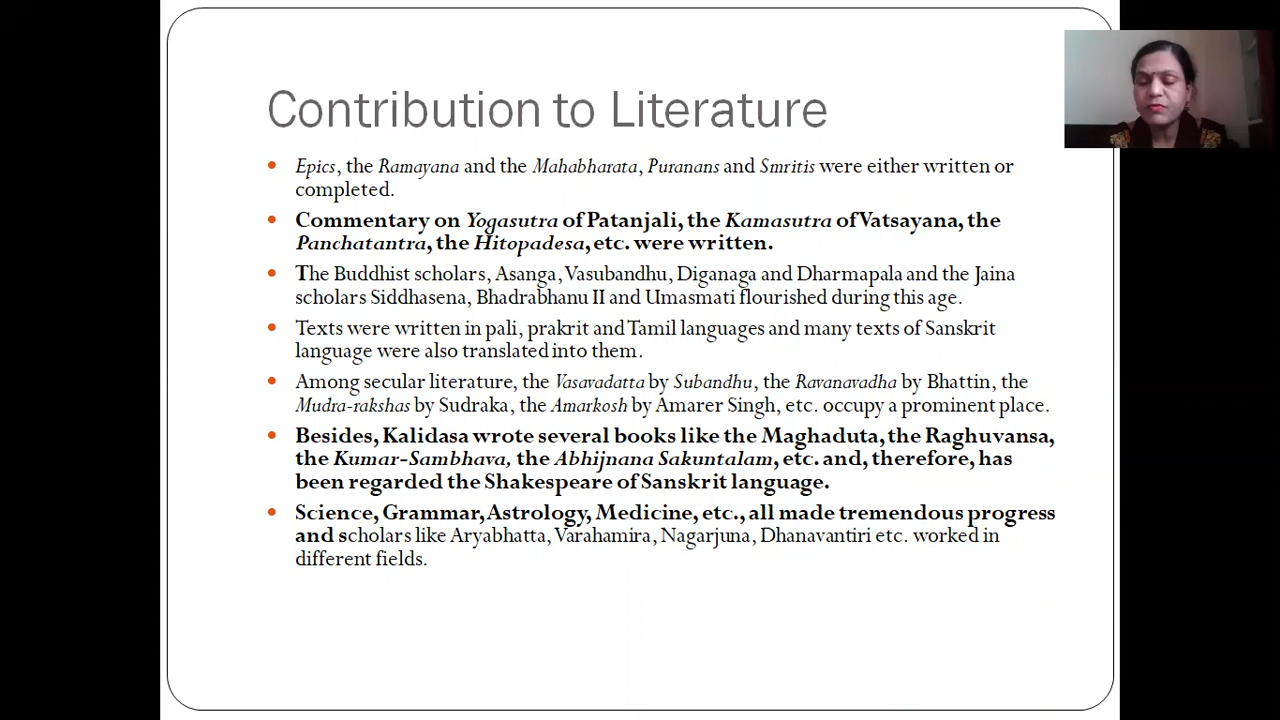 Contribution to Literature
• Epics, the Ramayana and the Mahabharata, Puranans and Smritis were either written or
completed.
• Commentary on Yogasutra of Patanjali, the Kamasutra of Vatsayana, the
Panchatantra, the Hitopadesa, etc. were written.
• The Buddhist scholars, Asanga, Vasubandhu, Diganaga and Dharmapala and the Jaina
scholars Siddhasena, Bhadrabhanu II and Umasmati flourished during this age.
• Texts were written in pali, prakrit and Tamil languages and many texts of Sanskrit
language were also translated into them.
• Among secular literature, the Vasavadatta by Subandhu, the Ravanavadha by Bhattin, the
Mudra-rakshas by Sudraka, the Amarkosh by Amarer Singh, etc. occupy a prominent place.
• Besides, Kalidasa wrote several books like the Maghaduta, the Raghuvansa,
the Kumar-Sambhava, the Abhijnana Sakuntalam, etc. and, therefore, has
been regarded the Shakespeare of Sanskrit language.
• Science, Grammar, Astrology, Medicine, etc., all made tremendous progress
and scholars like Aryabhatta, Varahamira, Nagarjuna, Dhanavantiri etc. worked in
different fields.